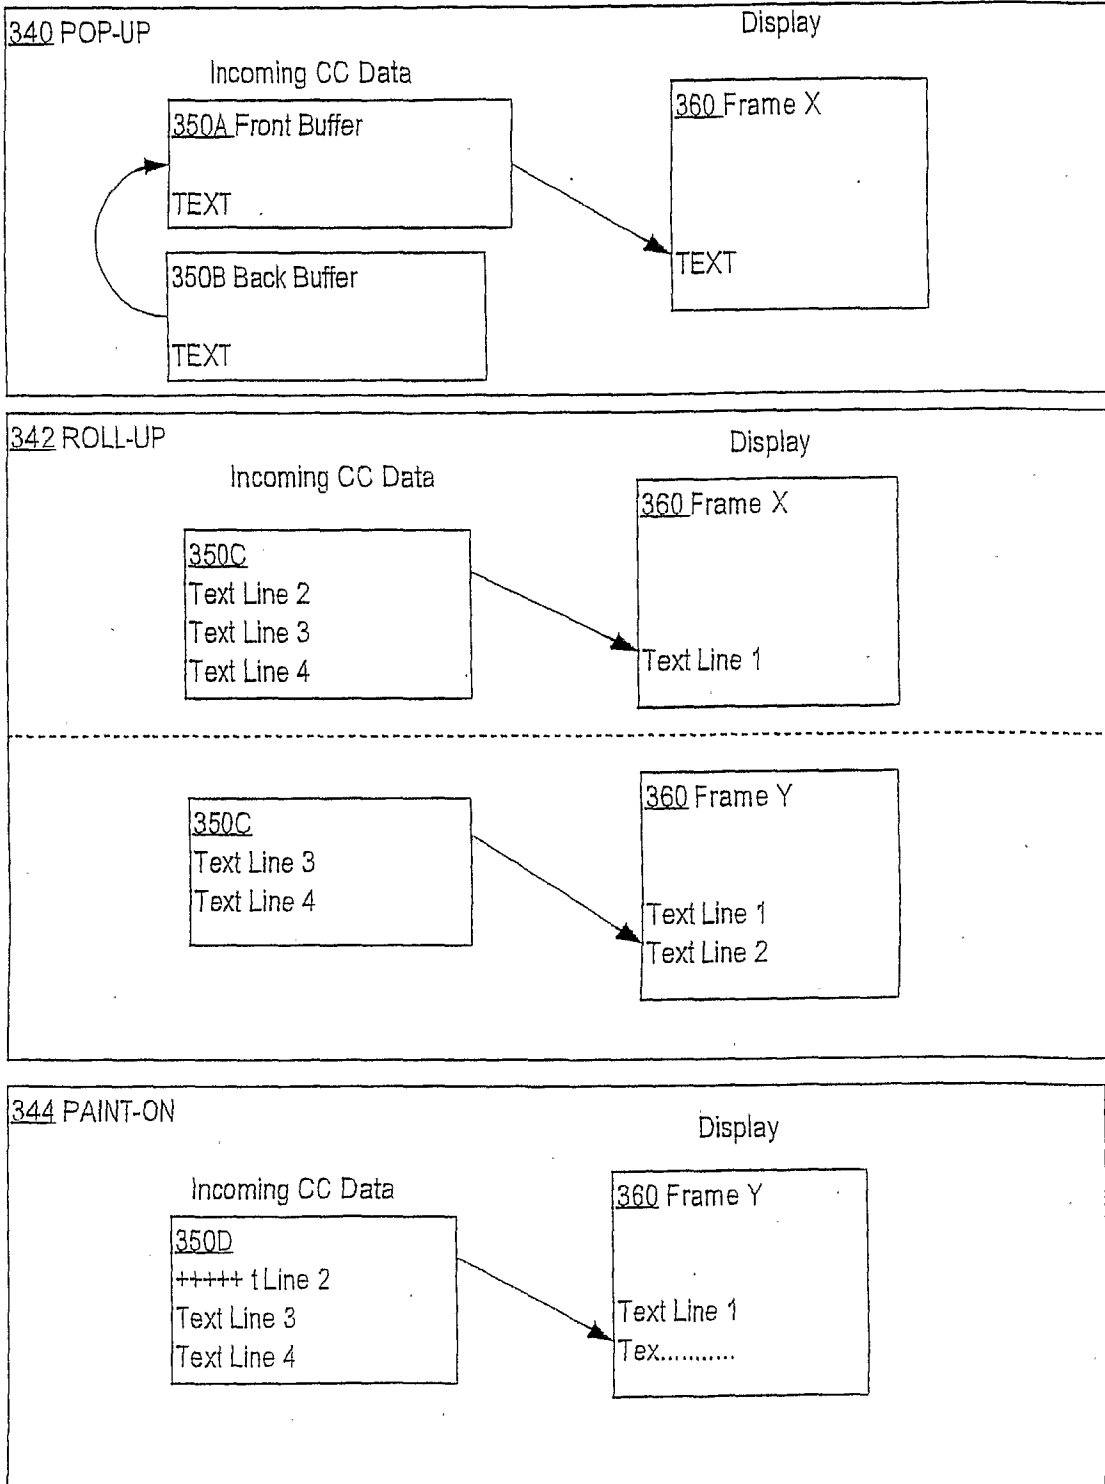 340 POP-UP
Display
Incoming CC Data
350A Front Buffer
TEXT
360 Frame X
TEXT
350B Back Buffer
TEXT
342 ROLL-UP
Display
Incoming CC Data
360 Frame X
350C
Text Line 2
Text Line 3
Text Line 4
Text Line 1
350C
Text Line 3
Text Line 4
360 Frame Y
Text Line 1
Text Line 2
344 PAINT-ON
Display
Incoming CC Data
350D
+++++ t Line 2
Text Line 3
Text Line 4
360 Frame Y
Text Line 1
Tex...........